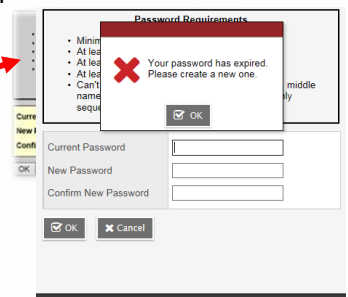 Password Requirements
Minim
At lea
At lea
At lea
Can't
middle
name
sequе
Your password has expired.
Please create a new one.
OK
Curre
New P
Confi
OK
Current Password
New Password
Confirm New Password
OK
Cancel